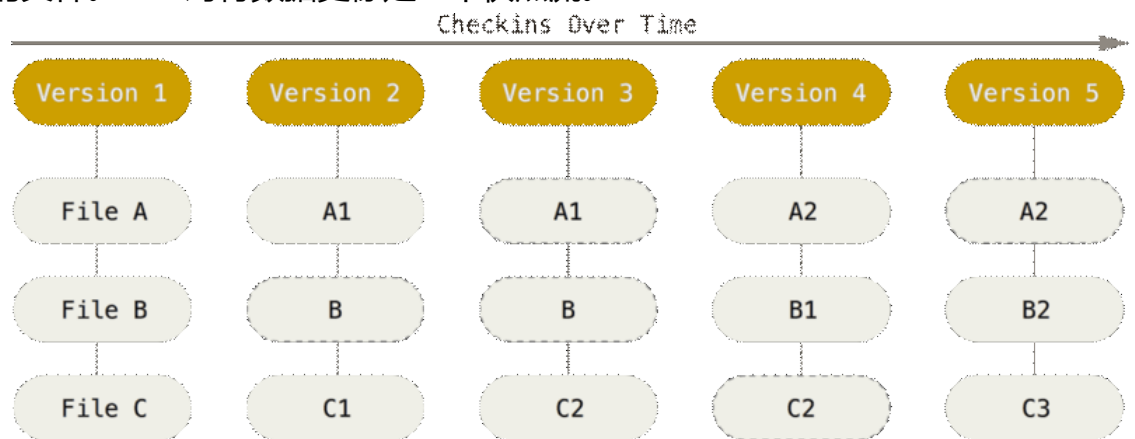 Checkins Over Time
Version 1 Version 2 Version 3 Version 4 Version 5
File A A1 A1 A2 A2
File B B B B1 B2
File C C1 C2 C2 C3